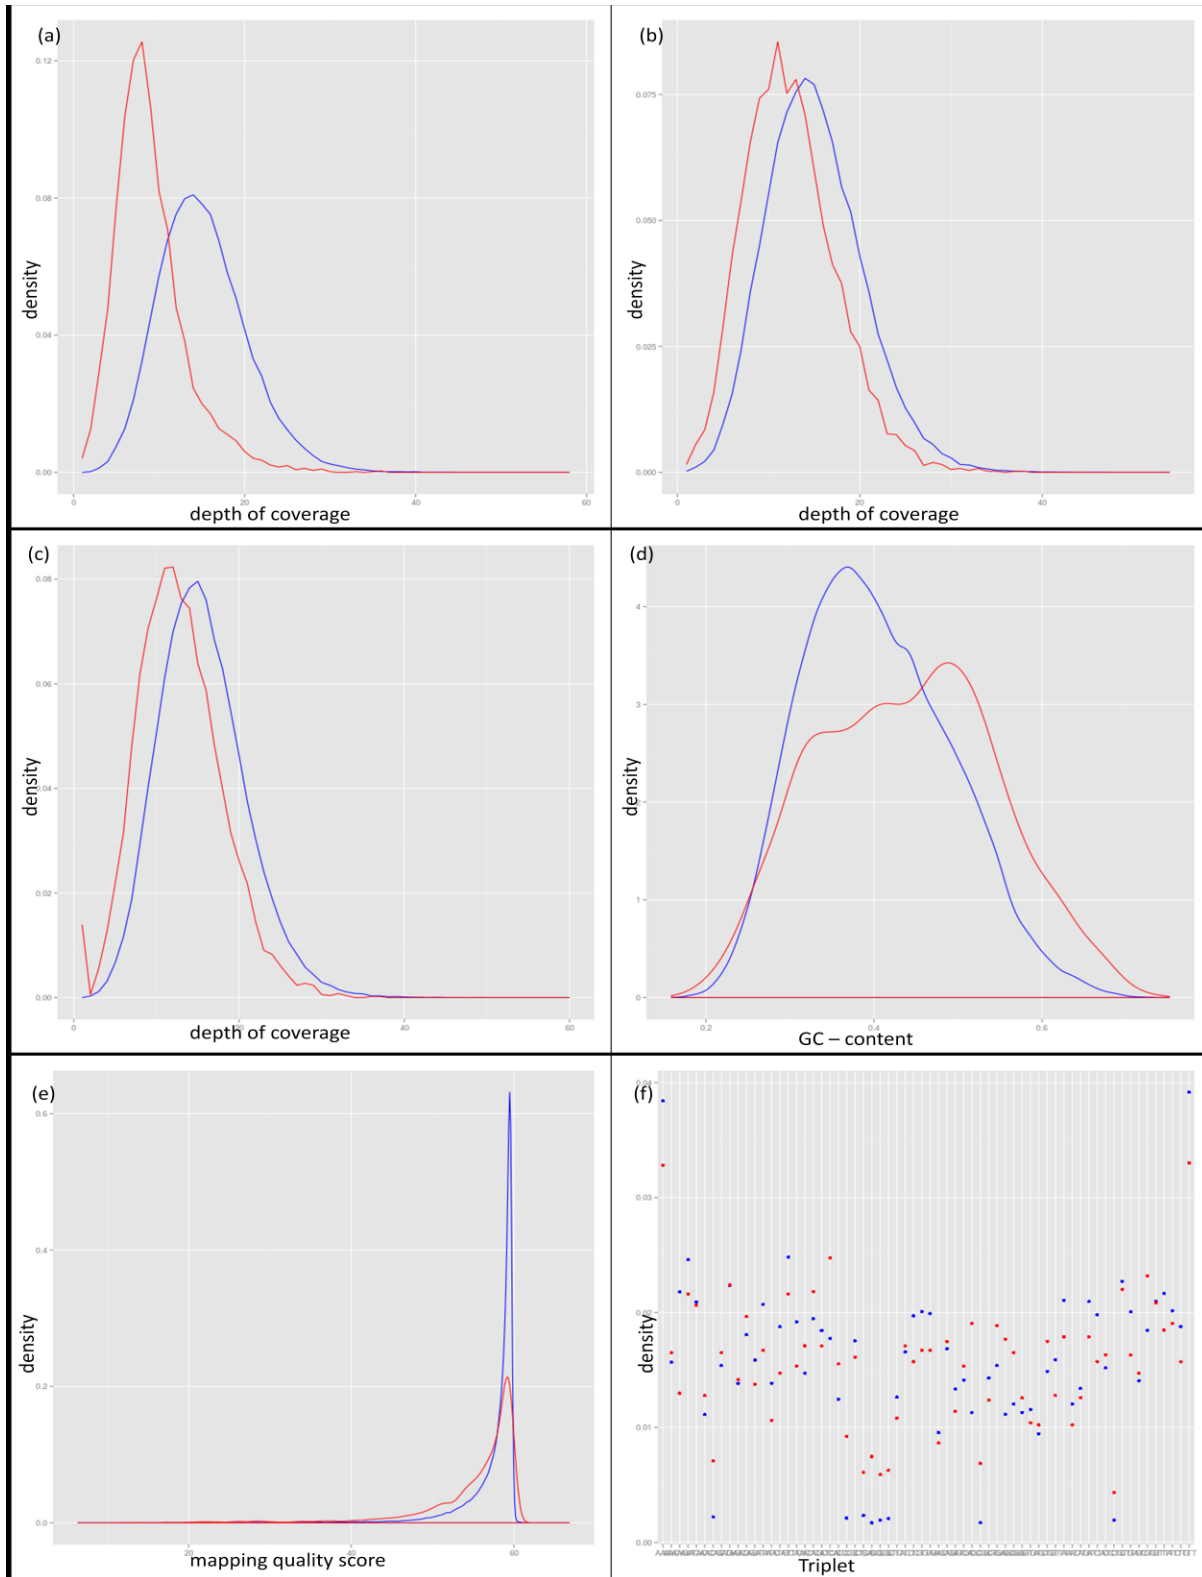 (a)
0.12
0.08
0.04
0.00
density
0
20
40
60
depth of coverage
(b)
0.075
0.050
0.025
0.000
density
0
20
40
depth of coverage
(c)
0.08
0.06
0.04
0.02
0.00
density
0
20
40
60
depth of coverage
(d)
4
3
2
1
0
density
0.2
0.4
0.6
GC – content
(e)
0.6
0.4
0.2
0.0
density
20
40
60
mapping quality score
(f)
0.04
0.03
0.02
0.01
0.00
density
Triplet